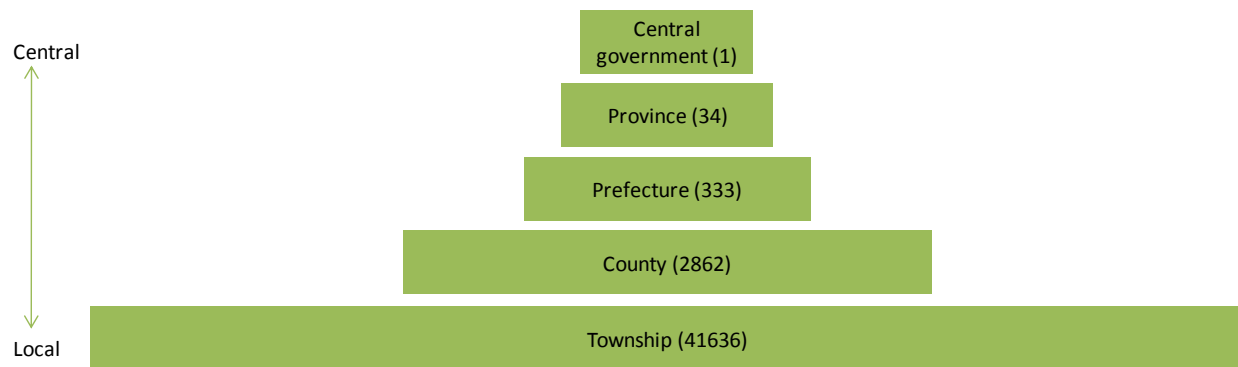 Central
government (1)
Central
Province (34)
Prefecture (333)
County (2862)
Township (41636)
Local